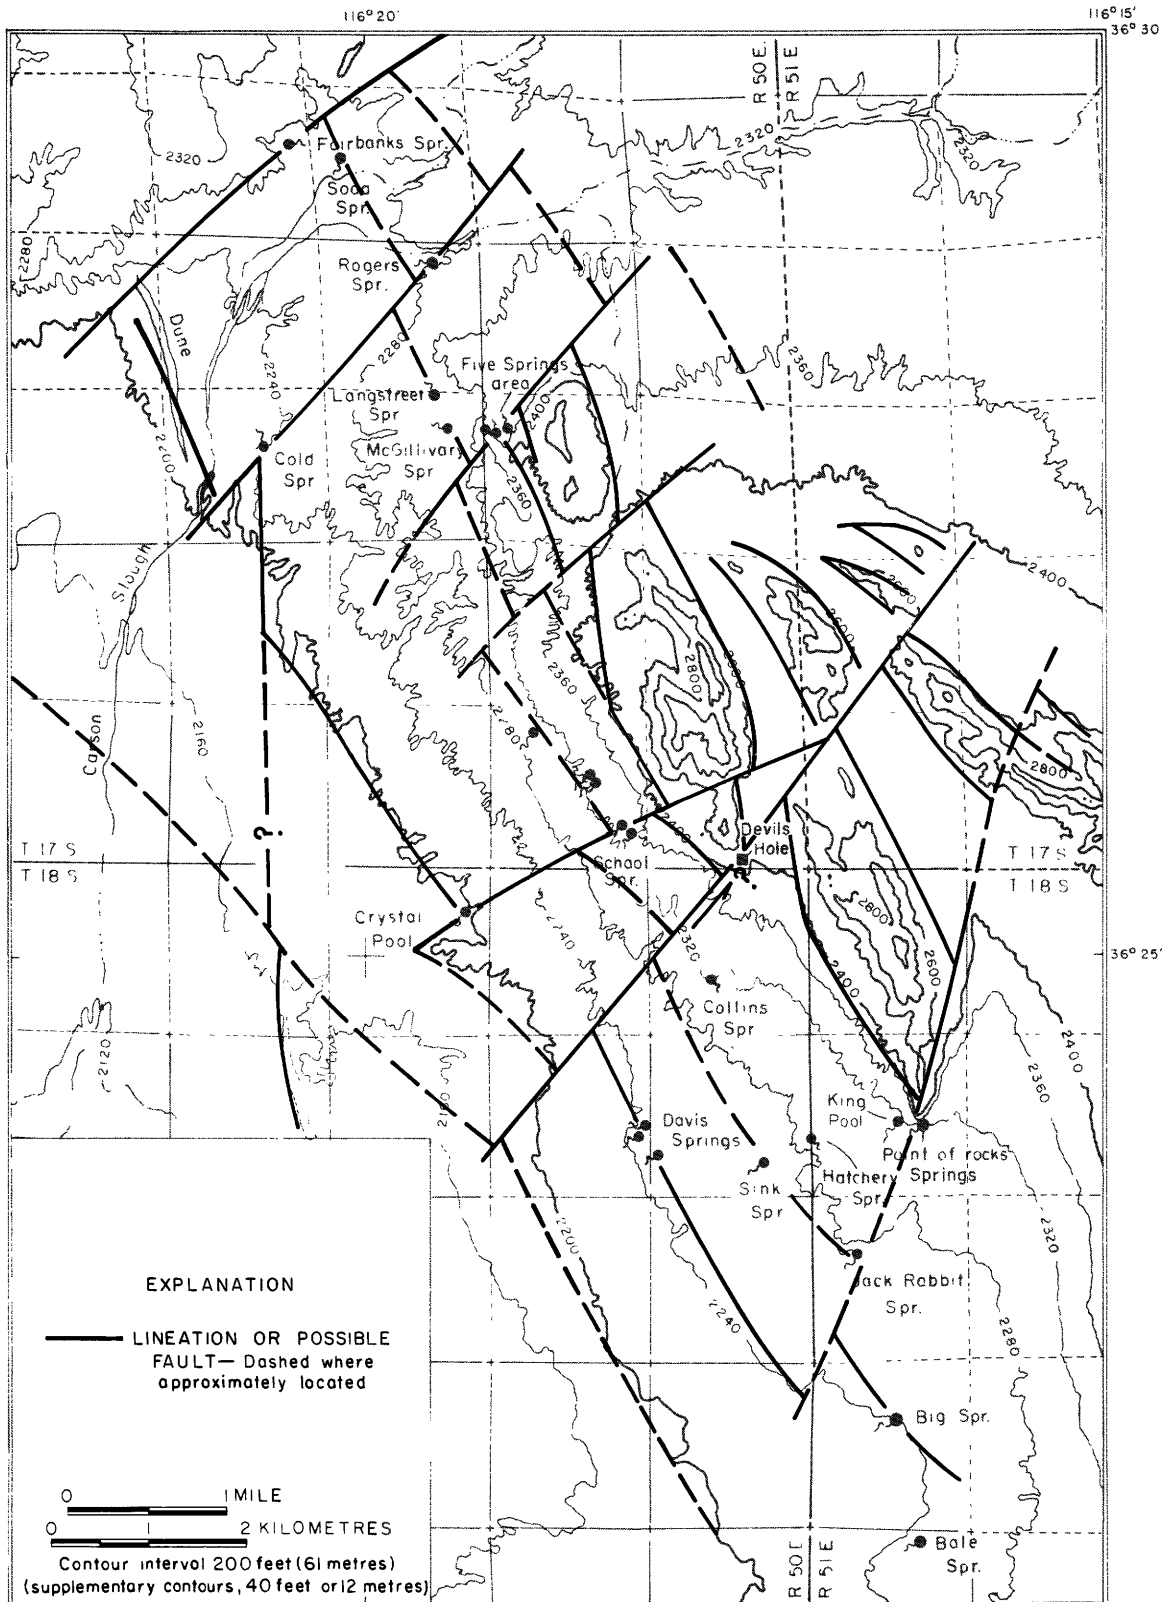 116° 20'
116° 15'
36° 30
R 50 E.
R 51 E
2320
2320
2320
Fairbanks Spr.
Soda
Spr.
2280
Rogers
Spr.
Dune
2280
2360
2240
Five Springs
area
Langstreet
Spr
2400
2200
McGillivary
Spr
Cold
Spr
2360
2400
Slough
2600
2600
2360
2800
2600
2280
Carson
2160
2800
?
2400
Devils
Hole
T 17 S
T 18 S
School
Spr.
T 17 S
T 18 S
?
2800
Crystal
Pool
2240
2320
2600
36° 25'
2400
Collins
Spr
2120
2400
2360
2160
King
Pool
Davis
Springs
Point of rocks
Springs
Hatchery
Spr
Sink
Spr
2320
2200
Jack Rabbit
Spr.
EXPLANATION
2240
2280
LINEATION OR POSSIBLE
FAULT— Dashed where
approximately located
Big Spr.
0 1 MILE
0 1 2 KILOMETRES
Contour interval 200 feet (61 metres)
(supplementary contours, 40 feet or 12 metres)
R 50 E
R 51 E
Bole
Spr.